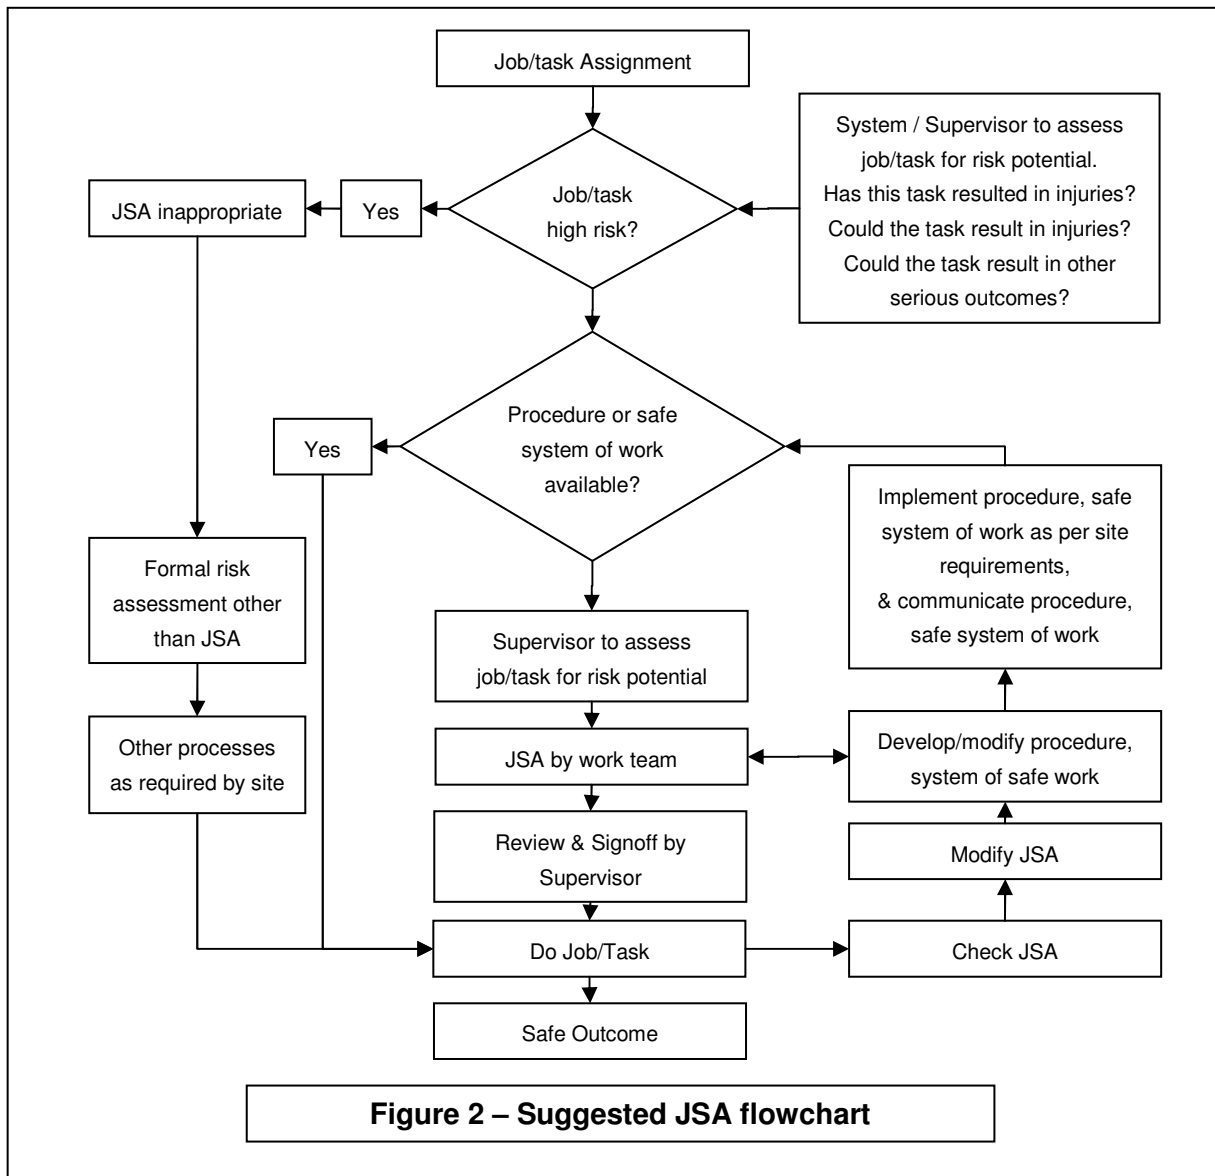 Job/task Assignment
System / Supervisor to assess
job/task for risk potential.
Has this task resulted in injuries?
Could the task result in injuries?
Could the task result in other
serious outcomes?
Job/task
high risk?
Yes
JSA inappropriate
Procedure or safe
system of work
available?
Yes
Implement procedure, safe
system of work as per site
requirements,
& communicate procedure,
safe system of work
Formal risk
assessment other
than JSA
Supervisor to assess
job/task for risk potential
Other processes
as required by site
JSA by work team
Develop/modify procedure,
system of safe work
Review & Signoff by
Supervisor
Modify JSA
Do Job/Task
Check JSA
Safe Outcome
Figure 2 – Suggested JSA flowchart